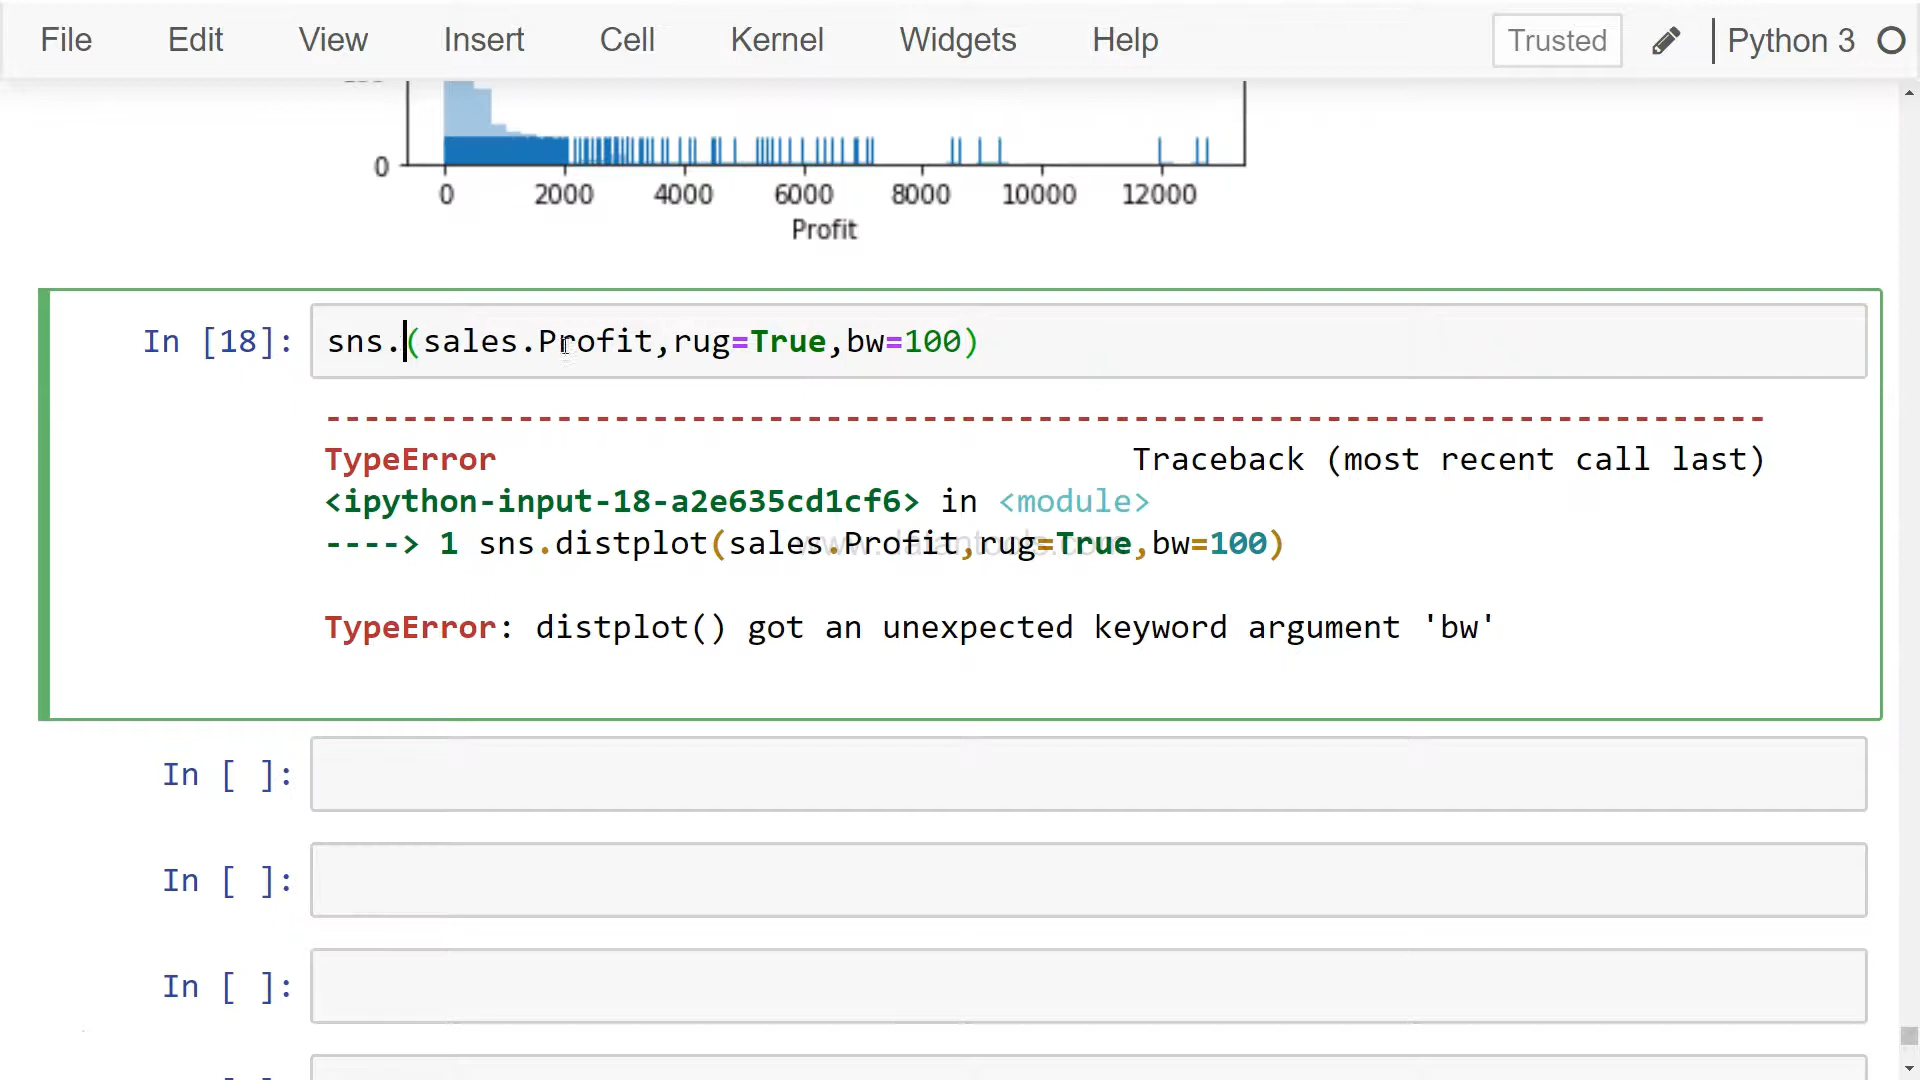 File Edit View Insert Cell Kernel Widgets Help Trusted Python 3
0
0 2000 4000 6000 8000 10000 12000
Profit
In [18]: sns.(sales.Profit,rug=True,bw=100)
---------------------------------------------------------------------------
TypeError Traceback (most recent call last)
<ipython-input-18-a2e635cd1cf6> in <module>
----> 1 sns.distplot(sales.Profit,rug=True,bw=100)
TypeError: distplot() got an unexpected keyword argument 'bw'
In [ ]:
In [ ]:
In [ ]: